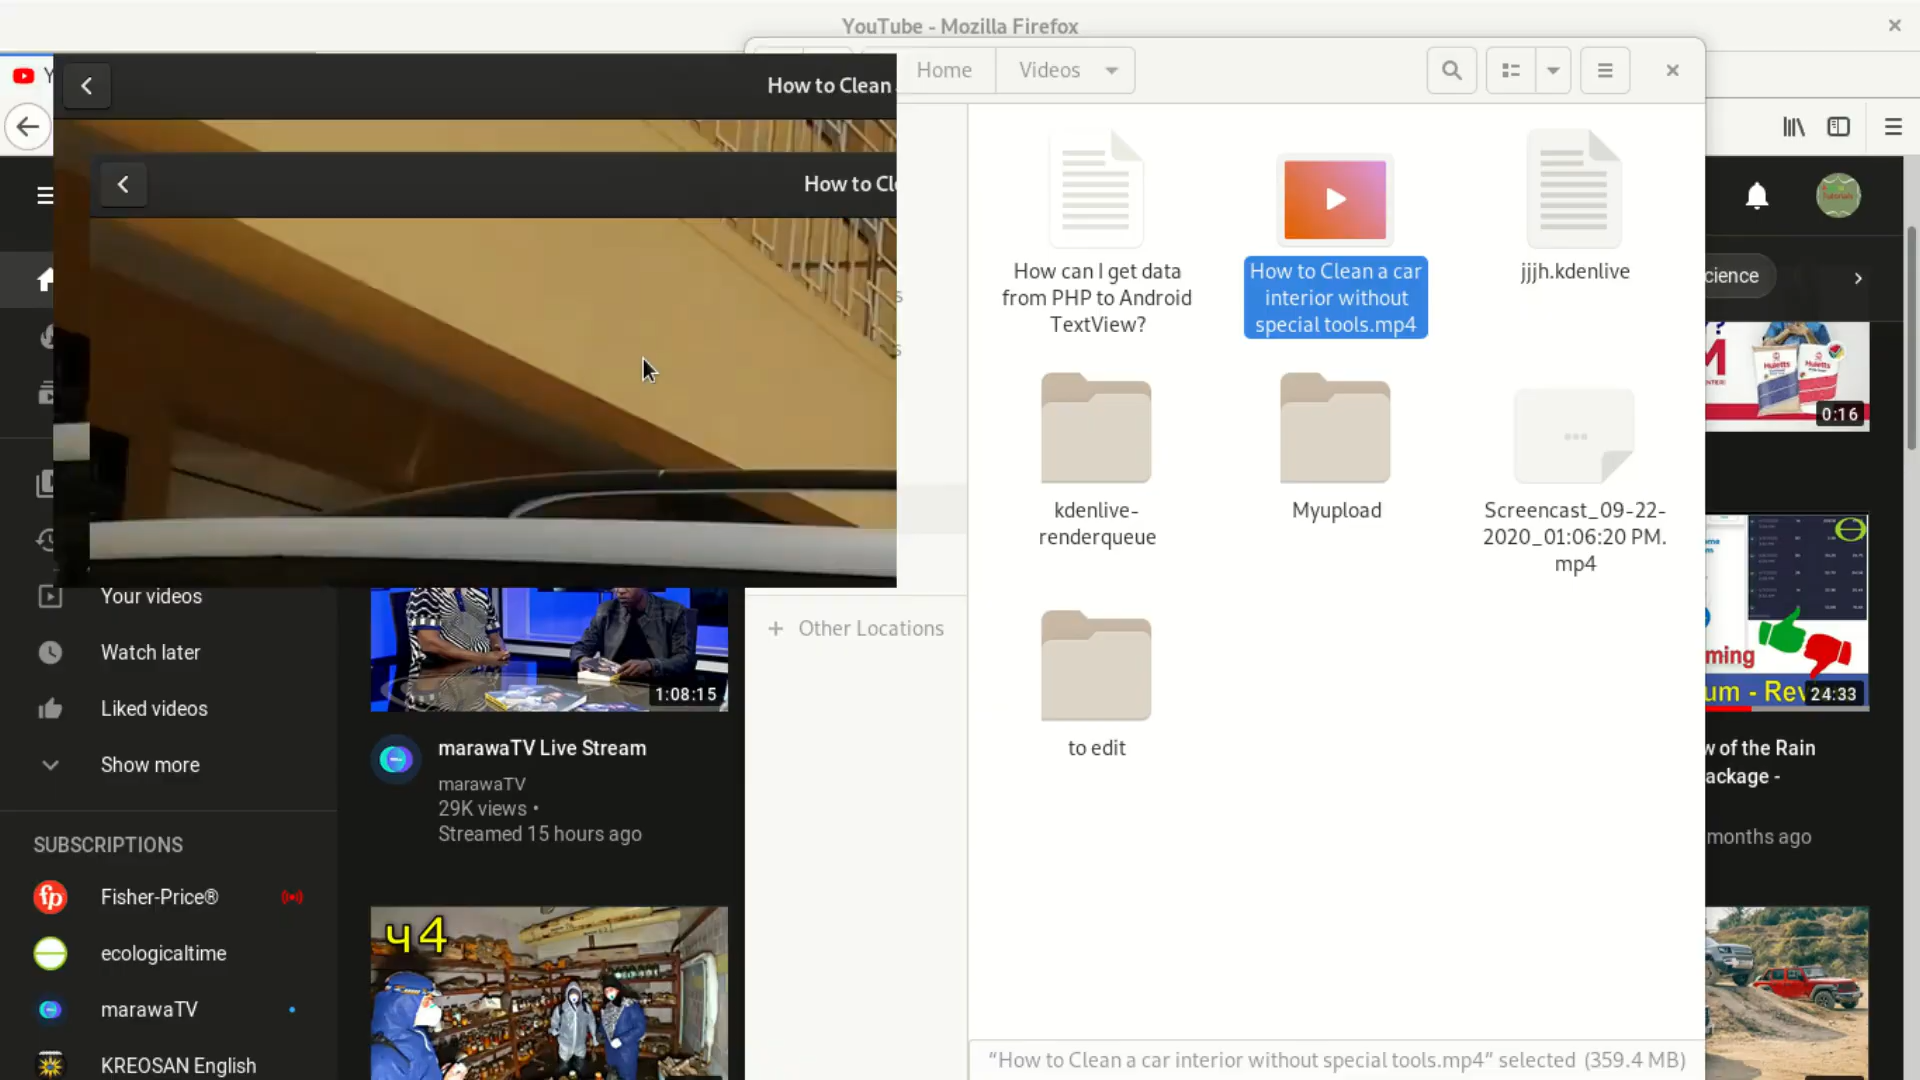 YouTube - Mozilla Firefox
Home
Videos
How to Clean
How to Cl
How can I get data
from PHP to Android
TextView?
How to Clean a car
interior without
special tools.mp4
jjjh.kdenlive
kdenlive-
renderqueue
Myupload
Screencast_09-22-
2020_01:06:20 PM.
mp4
to edit
Other Locations
"How to Clean a car interior without special tools.mp4" selected (359.4 MB)
Your videos
Watch later
Liked videos
Show more
SUBSCRIPTIONS
Fisher-Price®
ecologicaltime
marawaTV
KREOSAN English
1:08:15
marawaTV Live Stream
marawaTV
29K views •
Streamed 15 hours ago
ч4
cience
Huletts
Huletts
0:16
ming
um - Rev
24:33
w of the Rain
ackage -
months ago